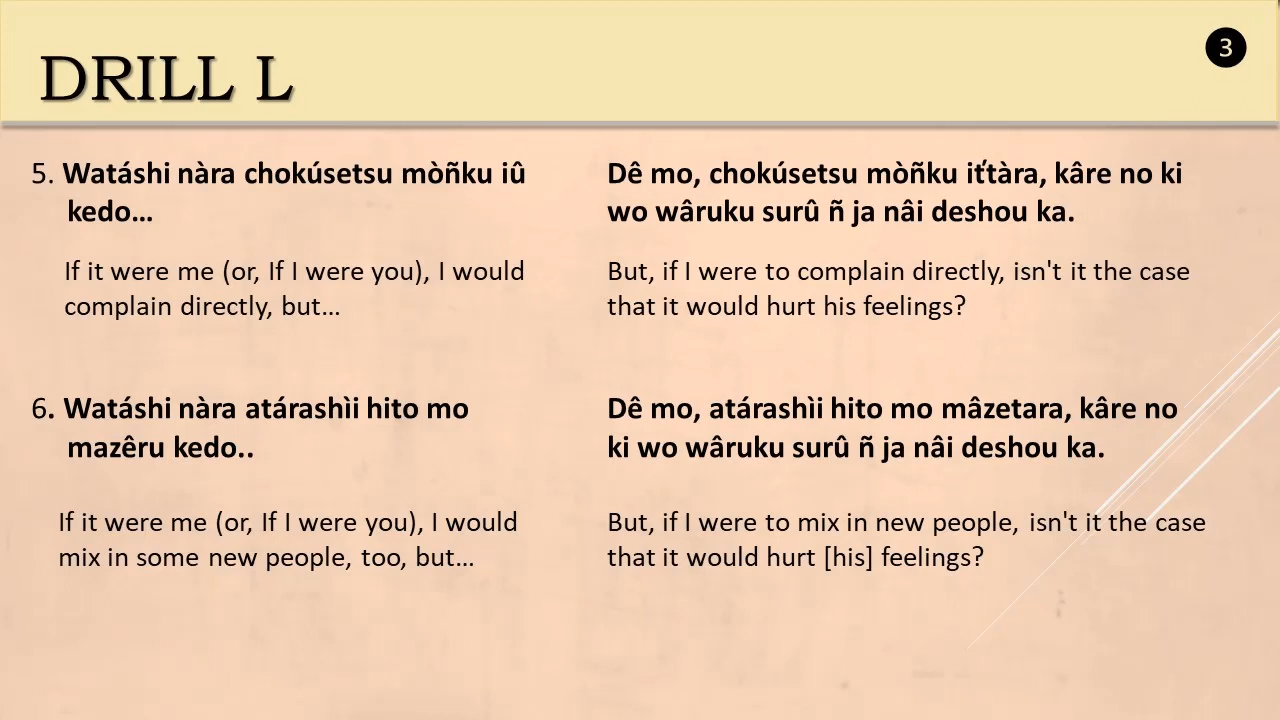 DRILL L
3
5. Watáshi nàra chokúsetsu mòñku iû
kedo…
If it were me (or, If I were you), I would
complain directly, but…
Dê mo, chokúsetsu mòñku iťtàra, kâre no ki
wo wâruku surû ñ ja nâi deshou ka.
But, if I were to complain directly, isn't it the case
that it would hurt his feelings?
6. Watáshi nàra atárashìi hito mo
mazêru kedo..
If it were me (or, If I were you), I would
mix in some new people, too, but…
Dê mo, atárashìi hito mo mâzetara, kâre no
ki wo wâruku surû ñ ja nâi deshou ka.
But, if I were to mix in new people, isn't it the case
that it would hurt [his] feelings?